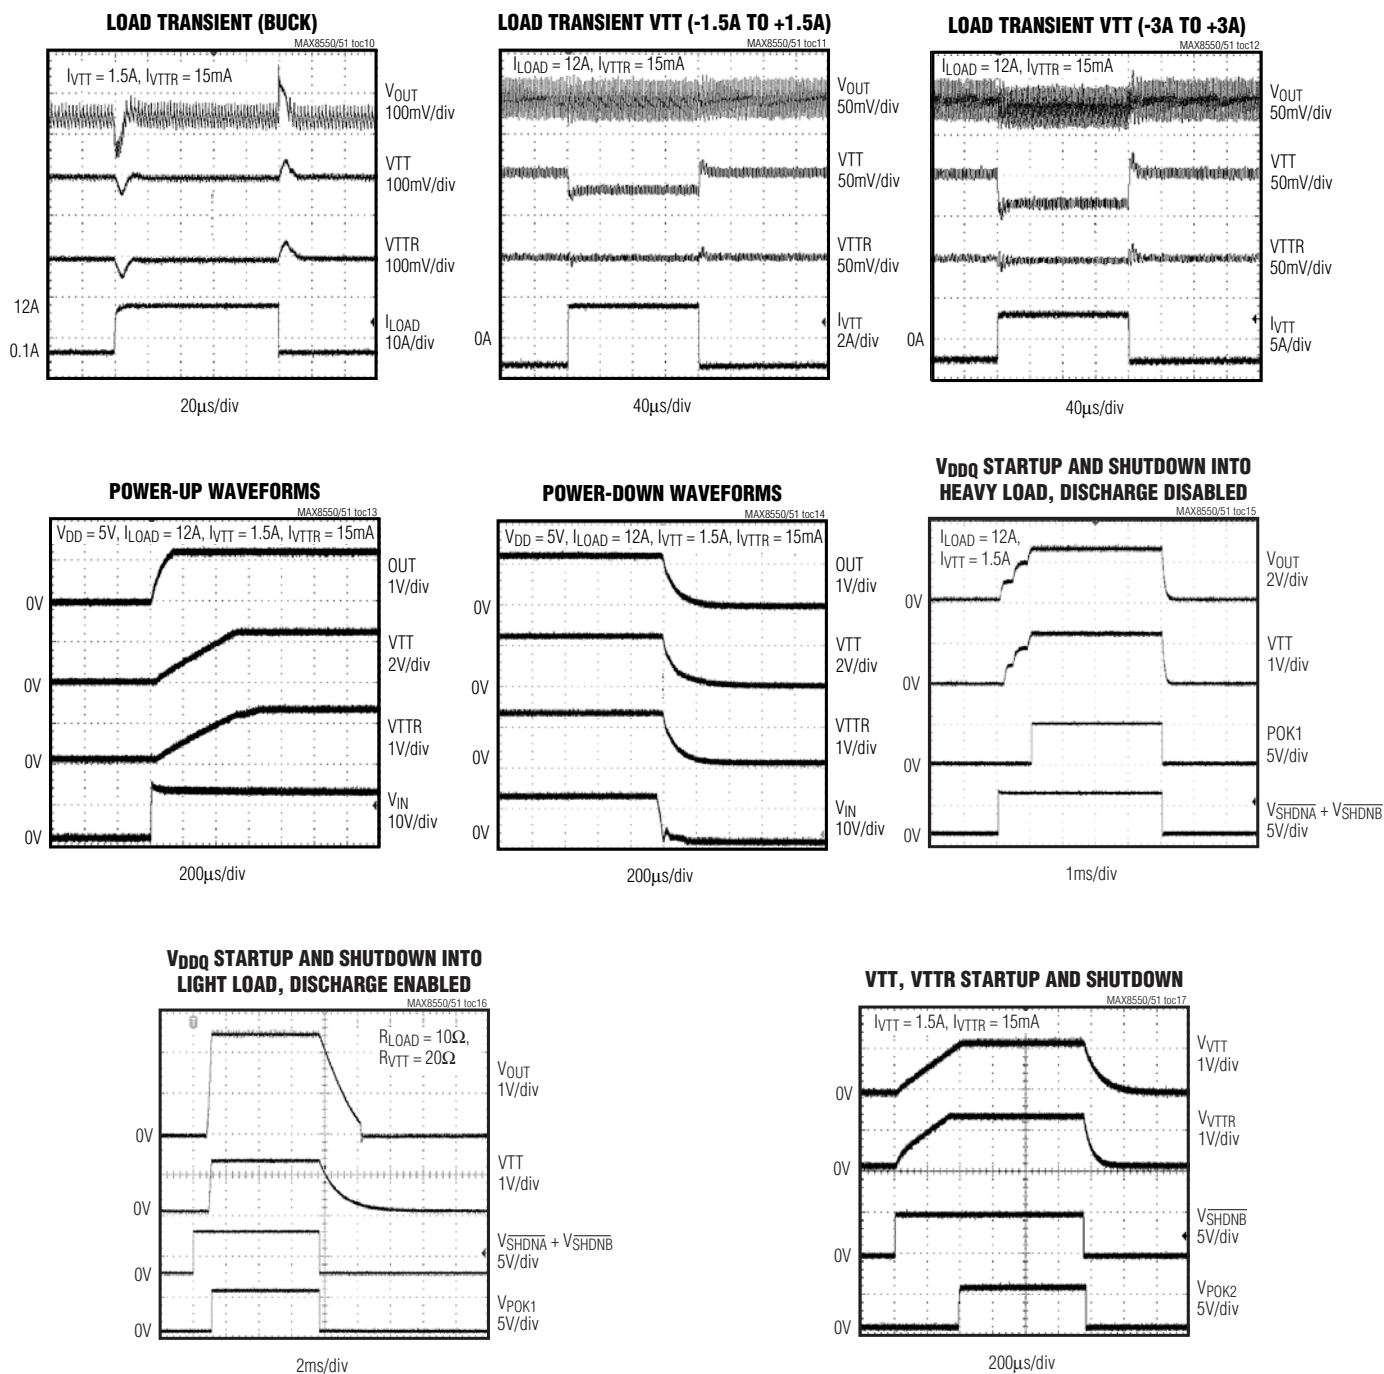 LOAD TRANSIENT (BUCK)
MAX8550/51 toc10
IVTT = 1.5A, IVTTR = 15mA
VOUT
100mV/div
VTT
100mV/div
VTTR
100mV/div
12A
ILOAD
10A/div
0.1A
20µs/div
LOAD TRANSIENT VTT (-1.5A TO +1.5A)
MAX8550/51 toc11
ILOAD = 12A, IVTTR = 15mA
VOUT
50mV/div
VTT
50mV/div
VTTR
50mV/div
IVTT
2A/div
0A
40µs/div
LOAD TRANSIENT VTT (-3A TO +3A)
MAX8550/51 toc12
ILOAD = 12A, IVTTR = 15mA
VOUT
50mV/div
VTT
50mV/div
VTTR
50mV/div
IVTT
5A/div
0A
40µs/div
POWER-UP WAVEFORMS
MAX8550/51 toc13
VDD = 5V, ILOAD = 12A, IVTT = 1.5A, IVTTR = 15mA
OUT
1V/div
0V
VTT
2V/div
0V
VTTR
1V/div
0V
VIN
10V/div
0V
200µs/div
POWER-DOWN WAVEFORMS
MAX8550/51 toc14
VDD = 5V, ILOAD = 12A, IVTT = 1.5A, IVTTR = 15mA
OUT
1V/div
0V
VTT
2V/div
0V
VTTR
1V/div
0V
VIN
10V/div
0V
200µs/div
VDDQ STARTUP AND SHUTDOWN INTO
HEAVY LOAD, DISCHARGE DISABLED
MAX8550/51 toc15
ILOAD = 12A,
IVTT = 1.5A
VOUT
2V/div
0V
VTT
1V/div
0V
POK1
5V/div
0V
VSHDNA + VSHDNB
5V/div
0V
1ms/div
VDDQ STARTUP AND SHUTDOWN INTO
LIGHT LOAD, DISCHARGE ENABLED
MAX8550/51 toc16
RLOAD = 10Ω,
RVTT = 20Ω
VOUT
1V/div
0V
VTT
1V/div
0V
VSHDNA + VSHDNB
5V/div
0V
VPOK1
5V/div
0V
2ms/div
VTT, VTTR STARTUP AND SHUTDOWN
MAX8550/51 toc17
IVTT = 1.5A, IVTTR = 15mA
VVTT
1V/div
0V
VVTTR
1V/div
0V
VSHDNB
5V/div
0V
VPOK2
5V/div
0V
200µs/div